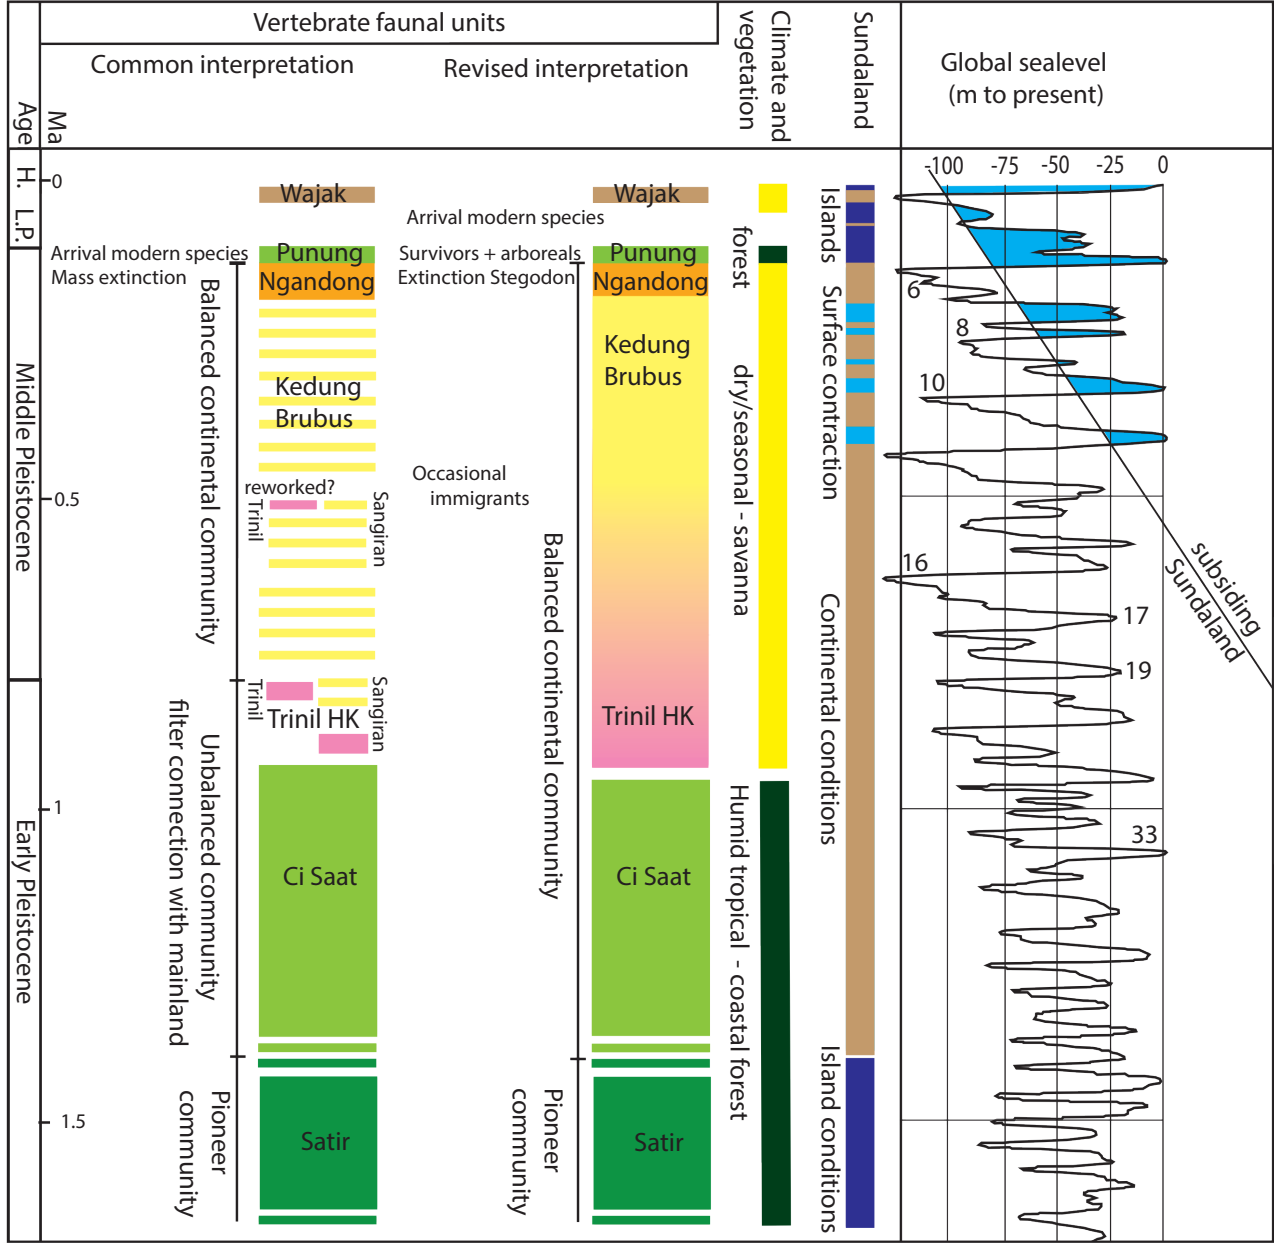 Vertebrate faunal units
Common interpretation
Revised interpretation
Climate and
vegetation
Sundaland
Global sealevel
(m to present)
Age
Ma
-100
-75
-50
-25
0
H.
L.P.
Middle Pleistocene
Early Pleistocene
0
0.5
1
1.5
Arrival modern species
Mass extinction
Balanced continental community
Unbalanced community
filter connection with mainland
Pioneer
community
Wajak
Punung
Ngandong
Kedung
Brubus
reworked?
Trinil
Sangiran
Trinil
Sangiran
Trinil HK
Ci Saat
Satir
Arrival modern species
Survivors + arboreals
Extinction Stegodon
Occasional
immigrants
Balanced continental community
Pioneer
community
Wajak
Punung
Ngandong
Kedung
Brubus
Trinil HK
Ci Saat
Satir
forest
dry/seasonal - savanna
Humid tropical - coastal forest
Islands
Surface contraction
Continental conditions
Island conditions
6
8
10
16
17
19
33
subsiding
Sundaland